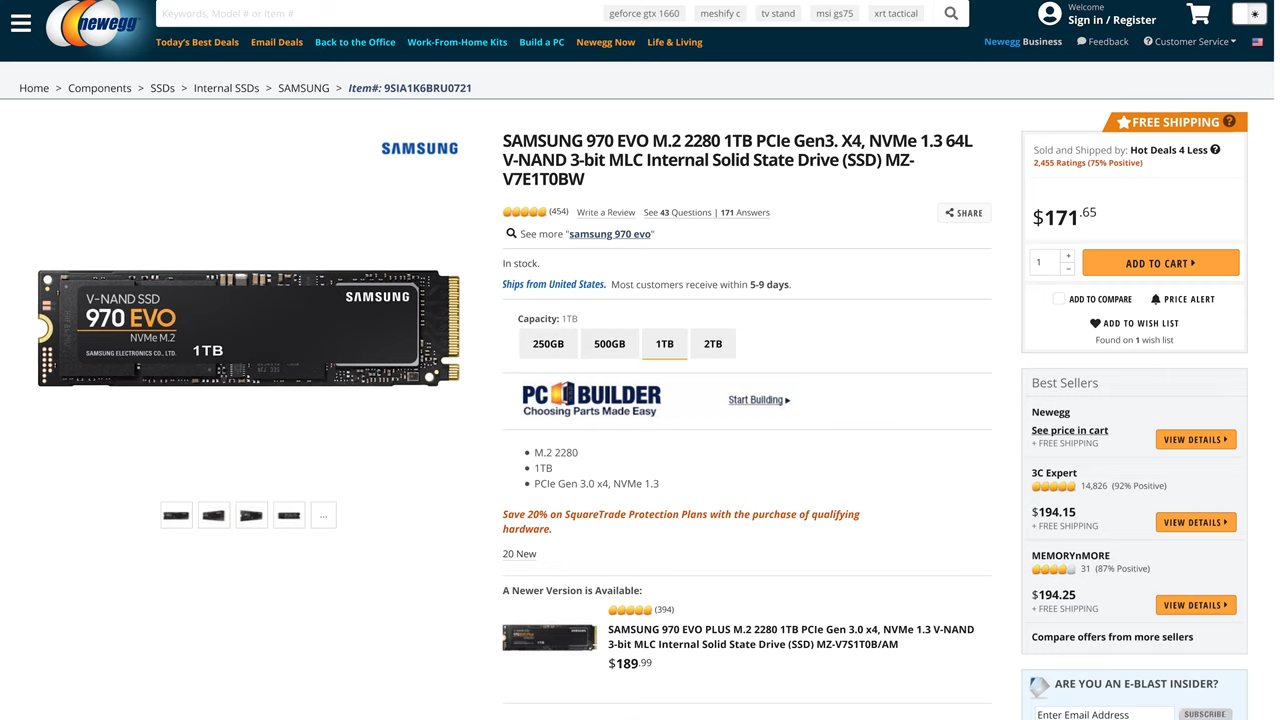 newegg
Keywords, Model # or Item #
geforce gtx 1660
meshify c
tv stand
msi gs75
xrt tactical
Welcome
Sign in / Register
Today's Best Deals
Email Deals
Back to the Office
Work-From-Home Kits
Build a PC
Newegg Now
Life & Living
Newegg Business
Feedback
Customer Service
Home > Components > SSDs > Internal SSDs > SAMSUNG > Item#: 9SIA1K6BRU0721
SAMSUNG
V-NAND SSD
970 EVO
NVMe M.2
SAMSUNG ELECTRONICS CO., LTD.
1TB
SAMSUNG
...
SAMSUNG 970 EVO M.2 2280 1TB PCIe Gen3. X4, NVMe 1.3 64L
V-NAND 3-bit MLC Internal Solid State Drive (SSD) MZ-
V7E1T0BW
(454) Write a Review See 43 Questions | 171 Answers
SHARE
See more "samsung 970 evo"
In stock.
Ships from United States. Most customers receive within 5-9 days.
Capacity: 1TB
250GB
500GB
1TB
2TB
PC BUILDER
Choosing Parts Made Easy
Start Building
M.2 2280
1TB
PCIe Gen 3.0 x4, NVMe 1.3
Save 20% on SquareTrade Protection Plans with the purchase of qualifying
hardware.
20 New
A Newer Version is Available:
(394)
SAMSUNG 970 EVO PLUS M.2 2280 1TB PCIe Gen 3.0 x4, NVMe 1.3 V-NAND
3-bit MLC Internal Solid State Drive (SSD) MZ-V7S1T0B/AM
$189.99
FREE SHIPPING ?
Sold and Shipped by: Hot Deals 4 Less ?
2,455 Ratings (75% Positive)
$171.65
1
+
−
ADD TO CART
ADD TO COMPARE
PRICE ALERT
ADD TO WISH LIST
Found on 1 wish list
Best Sellers
Newegg
See price in cart
+ FREE SHIPPING
VIEW DETAILS
3C Expert
14,826 (92% Positive)
$194.15
+ FREE SHIPPING
VIEW DETAILS
MEMORYnMORE
31 (87% Positive)
$194.25
+ FREE SHIPPING
VIEW DETAILS
Compare offers from more sellers
ARE YOU AN E-BLAST INSIDER?
Enter Email Address
SUBSCRIBE